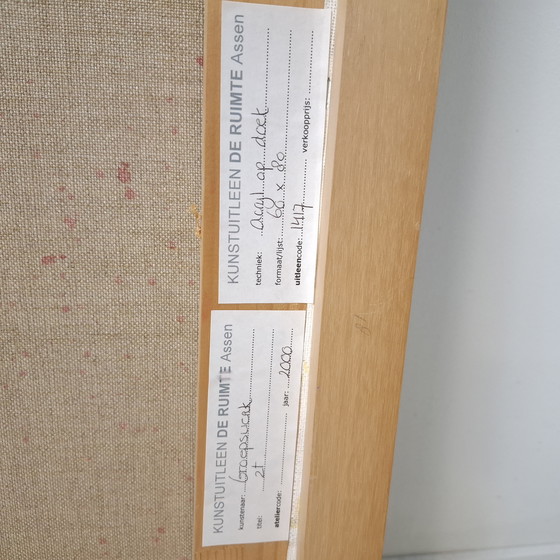 KUNSTUITLEEN DE RUIMTE Assen
kunstenaar: Groepswerk
titel: zt
ateliercode: jaar: 2000
KUNSTUITLEEN DE RUIMTE Assen
techniek: acryl op doek
formaat/lijst: 60 x 80
uitleencode: 1417 verkoopprijs: